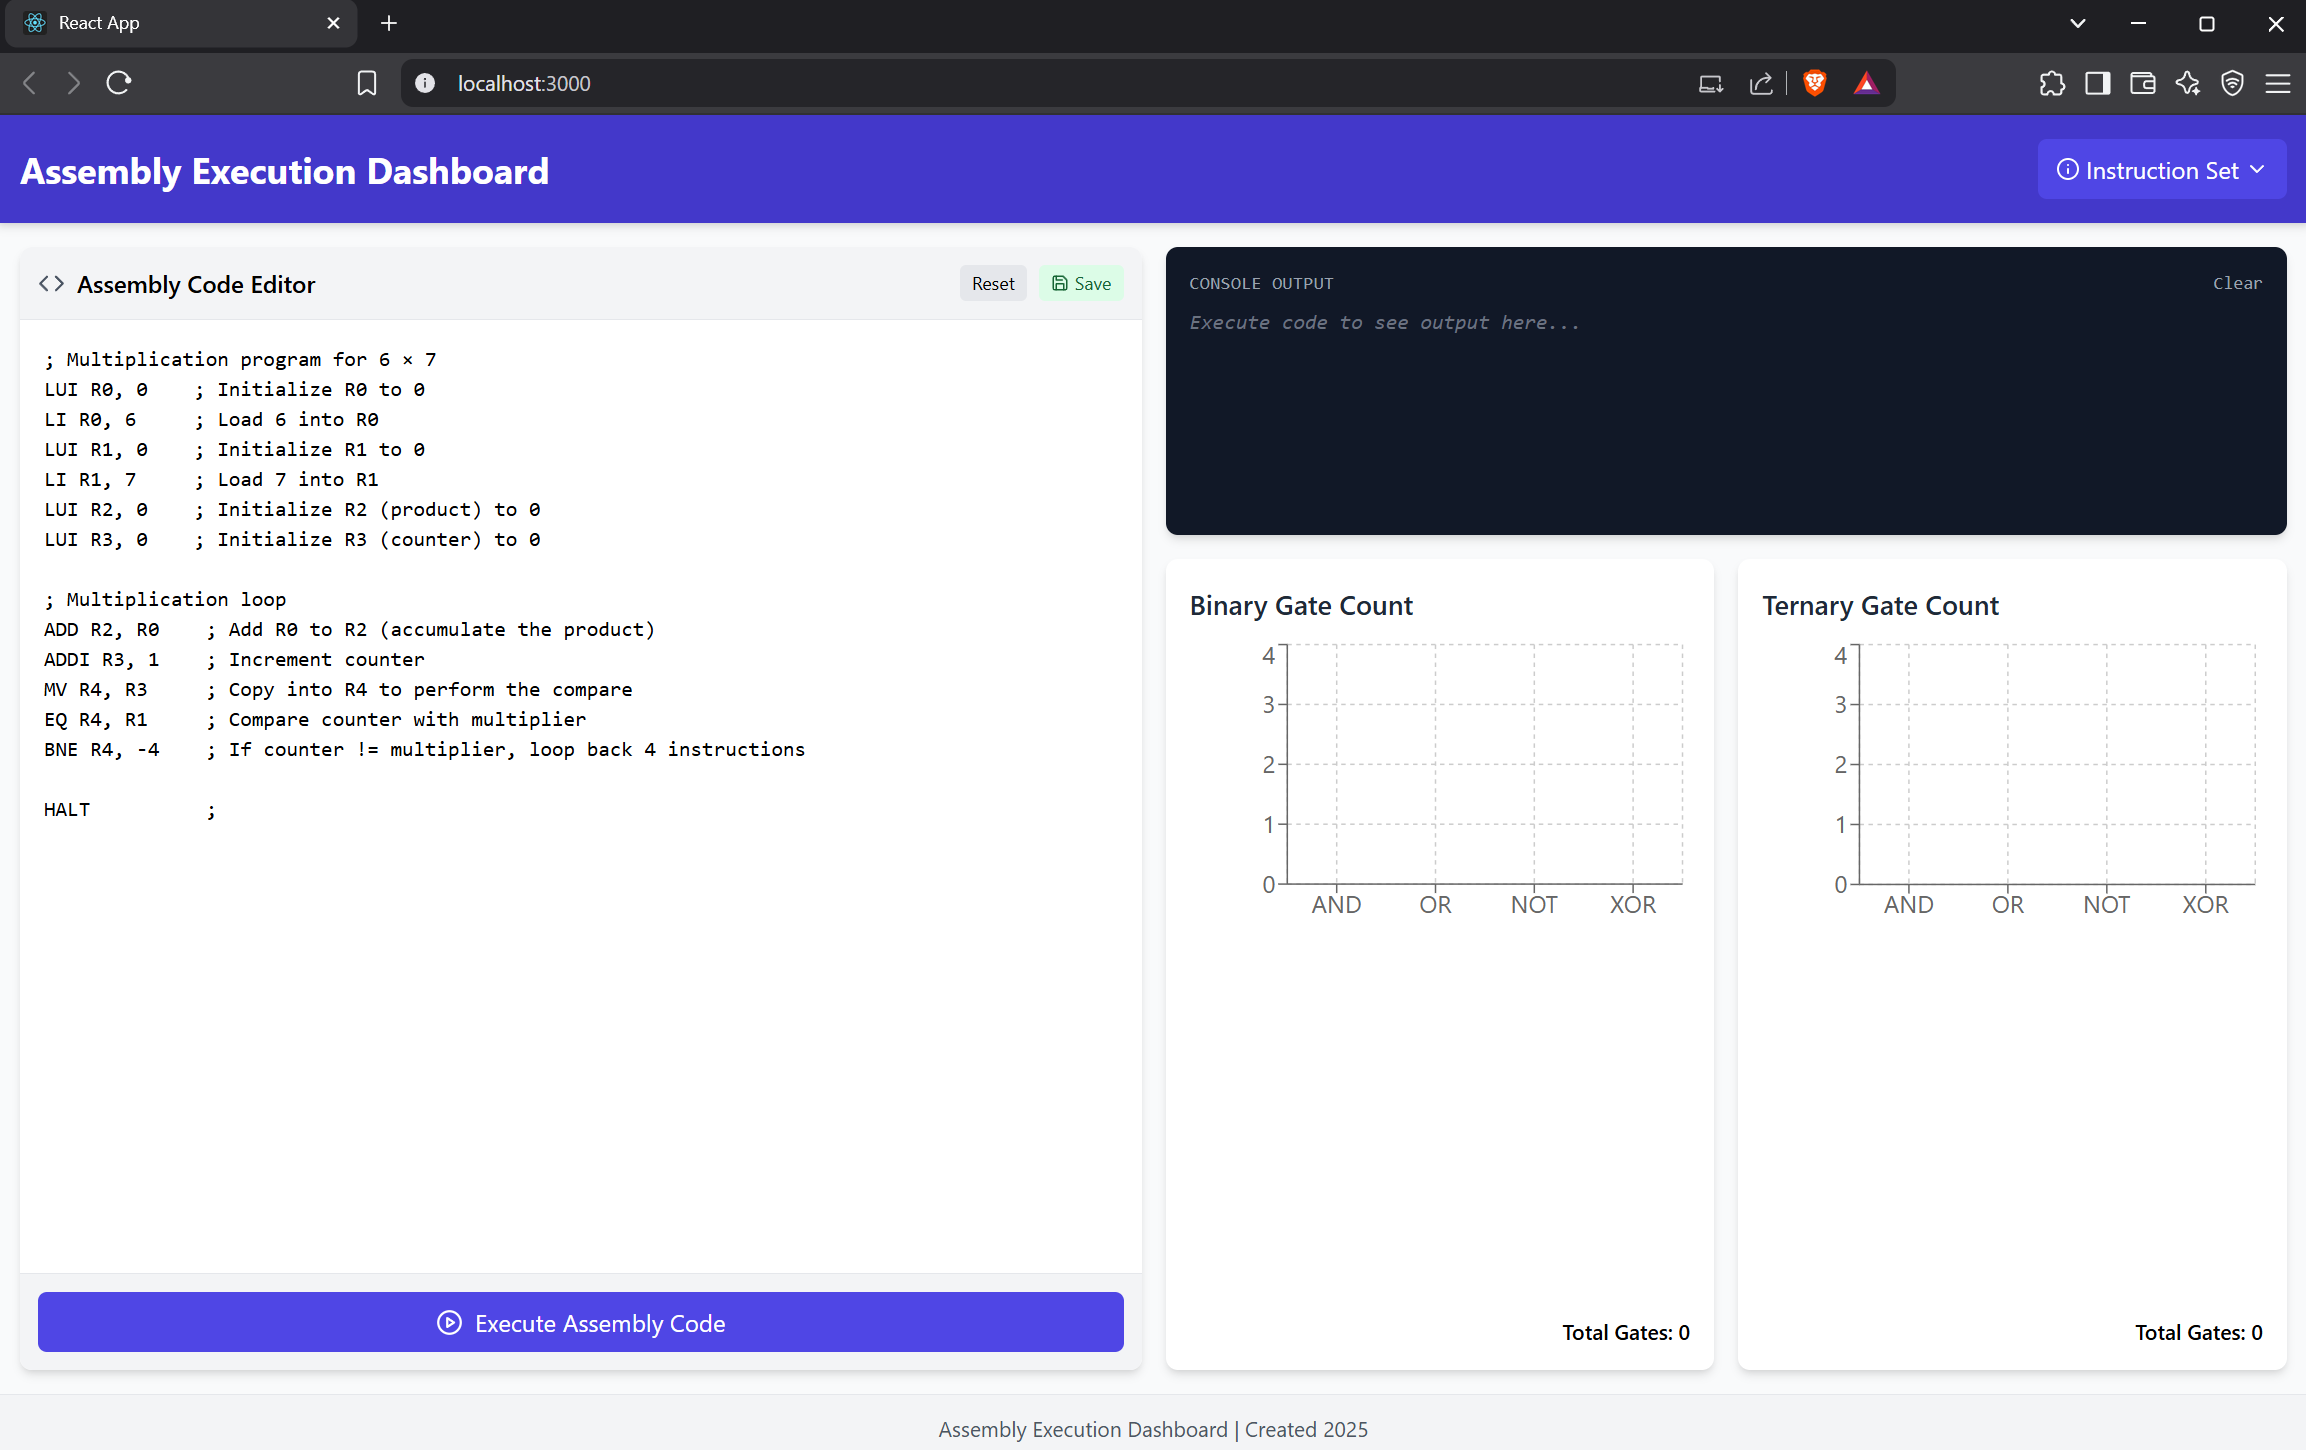 React App
localhost:3000
Assembly Execution Dashboard
Instruction Set
Assembly Code Editor
Reset
Save
; Multiplication program for 6 × 7
LUI R0, 0    ; Initialize R0 to 0
LI R0, 6     ; Load 6 into R0
LUI R1, 0    ; Initialize R1 to 0
LI R1, 7     ; Load 7 into R1
LUI R2, 0    ; Initialize R2 (product) to 0
LUI R3, 0    ; Initialize R3 (counter) to 0
; Multiplication loop
ADD R2, R0    ; Add R0 to R2 (accumulate the product)
ADDI R3, 1    ; Increment counter
MV R4, R3     ; Copy into R4 to perform the compare
EQ R4, R1     ; Compare counter with multiplier
BNE R4, -4    ; If counter != multiplier, loop back 4 instructions
HALT          ;
Execute Assembly Code
CONSOLE OUTPUT
Clear
Execute code to see output here...
Binary Gate Count
4
3
2
1
0
AND OR NOT XOR
Total Gates: 0
Ternary Gate Count
4
3
2
1
0
AND OR NOT XOR
Total Gates: 0
Assembly Execution Dashboard | Created 2025